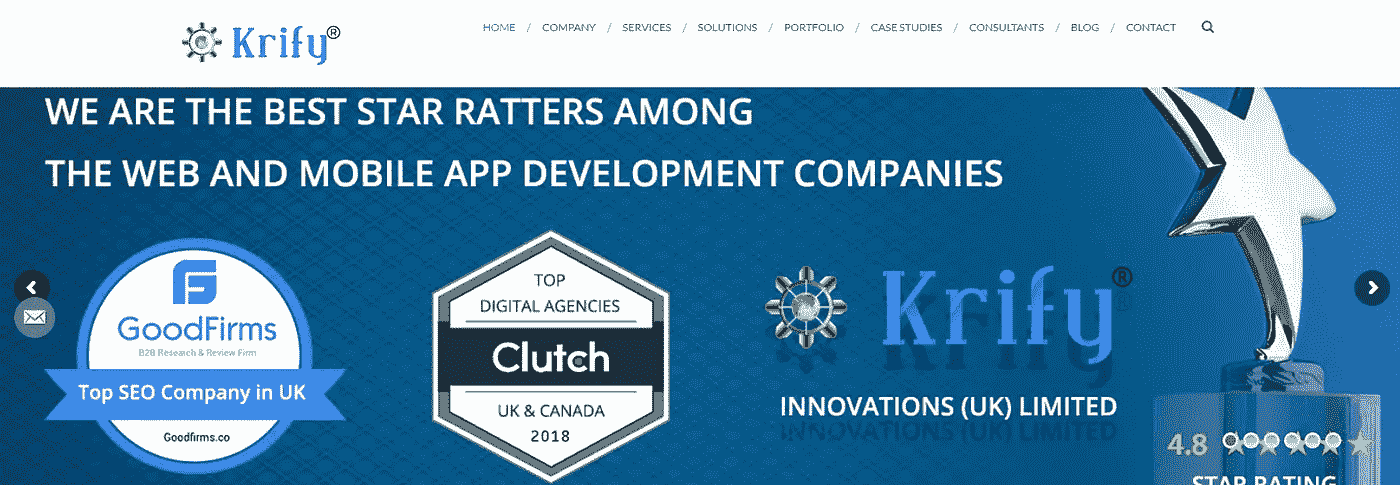 Krify®
HOME / COMPANY / SERVICES / SOLUTIONS / PORTFOLIO / CASE STUDIES / CONSULTANTS / BLOG / CONTACT
WE ARE THE BEST STAR RATTERS AMONG
THE WEB AND MOBILE APP DEVELOPMENT COMPANIES
GoodFirms
B2B Research & Review Firm
Top SEO Company in UK
Goodfirms.co
TOP
DIGITAL AGENCIES
Clutch
UK & CANADA
2018
Krify®
INNOVATIONS (UK) LIMITED
4.8
STAR RATING